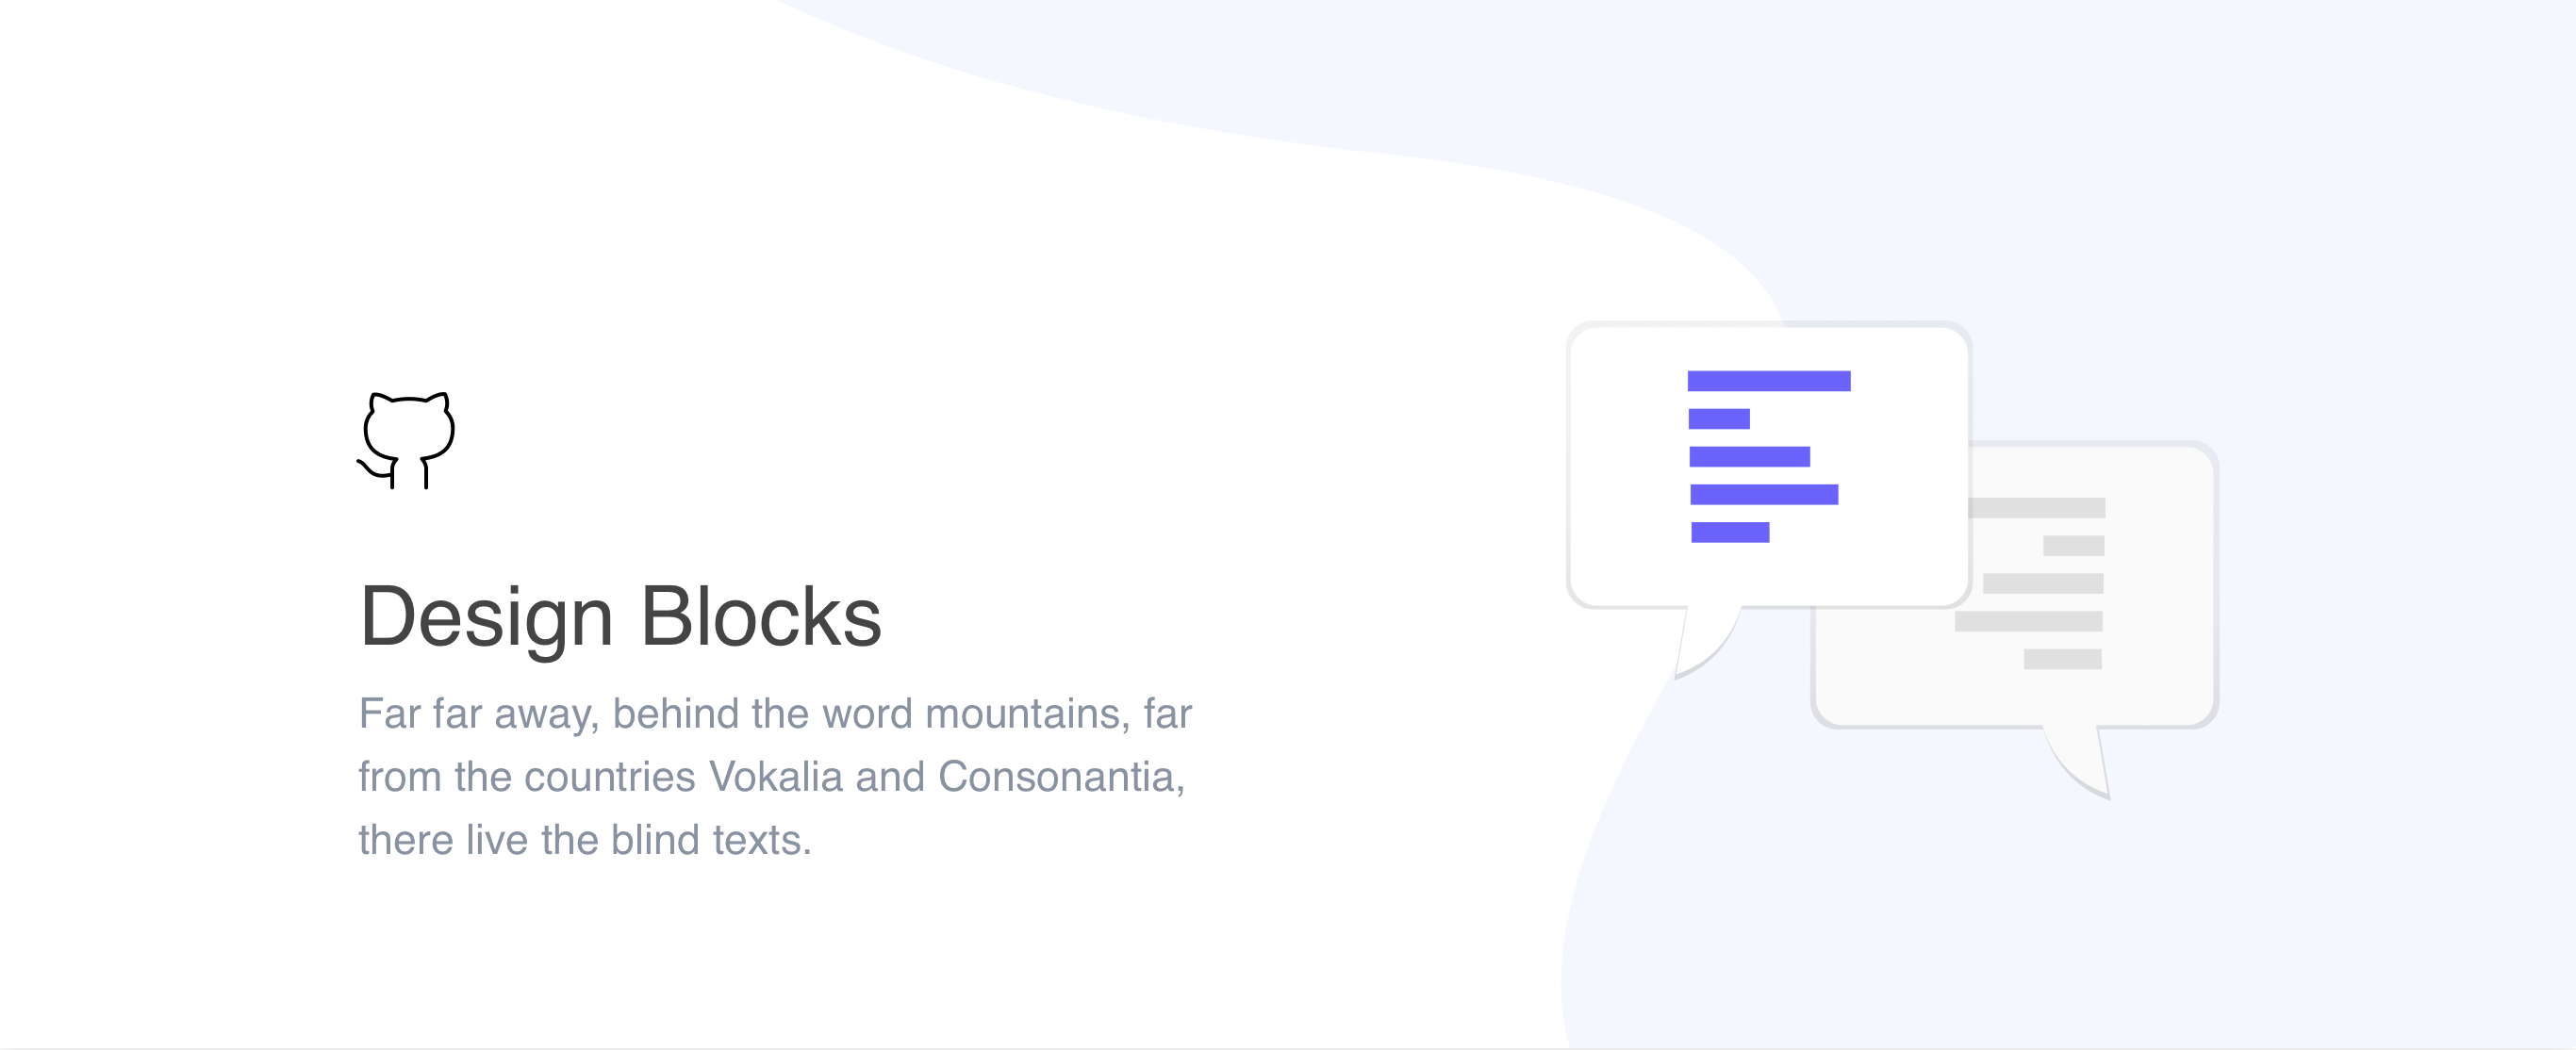 Design Blocks
Far far away, behind the word mountains, far
from the countries Vokalia and Consonantia,
there live the blind texts.